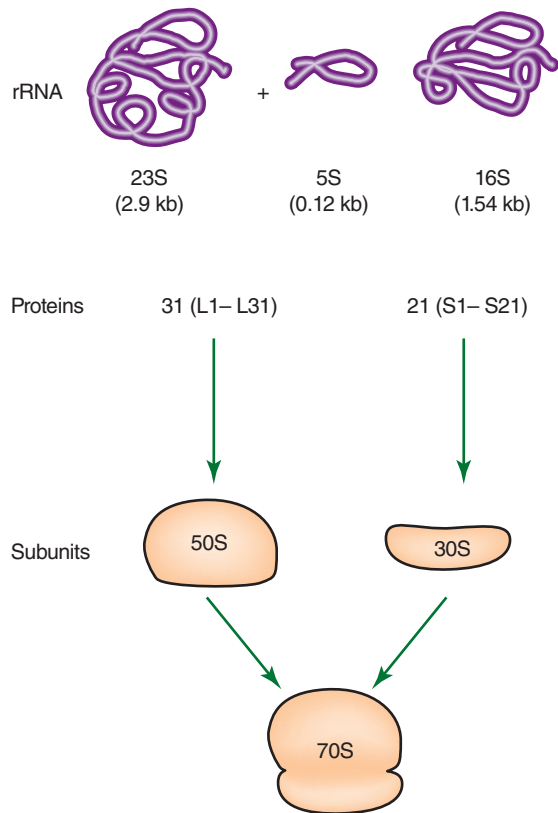 rRNA
+
23S
(2.9 kb)
5S
(0.12 kb)
16S
(1.54 kb)
Proteins
31 (L1– L31)
21 (S1– S21)
Subunits
50S
30S
70S